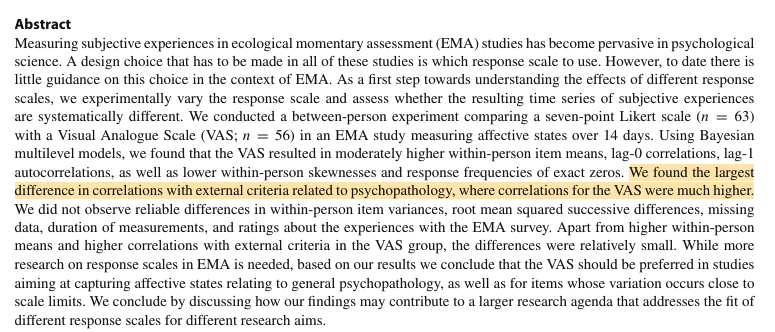 Abstract
Measuring subjective experiences in ecological momentary assessment (EMA) studies has become pervasive in psychological
science. A design choice that has to be made in all of these studies is which response scale to use. However, to date there is
little guidance on this choice in the context of EMA. As a first step towards understanding the effects of different response
scales, we experimentally vary the response scale and assess whether the resulting time series of subjective experiences
are systematically different. We conducted a between-person experiment comparing a seven-point Likert scale (n = 63)
with a Visual Analogue Scale (VAS; n = 56) in an EMA study measuring affective states over 14 days. Using Bayesian
multilevel models, we found that the VAS resulted in moderately higher within-person item means, lag-0 correlations, lag-1
autocorrelations, as well as lower within-person skewnesses and response frequencies of exact zeros. We found the largest
difference in correlations with external criteria related to psychopathology, where correlations for the VAS were much higher.
We did not observe reliable differences in within-person item variances, root mean squared successive differences, missing
data, duration of measurements, and ratings about the experiences with the EMA survey. Apart from higher within-person
means and higher correlations with external criteria in the VAS group, the differences were relatively small. While more
research on response scales in EMA is needed, based on our results we conclude that the VAS should be preferred in studies
aiming at capturing affective states relating to general psychopathology, as well as for items whose variation occurs close to
scale limits. We conclude by discussing how our findings may contribute to a larger research agenda that addresses the fit of
different response scales for different research aims.